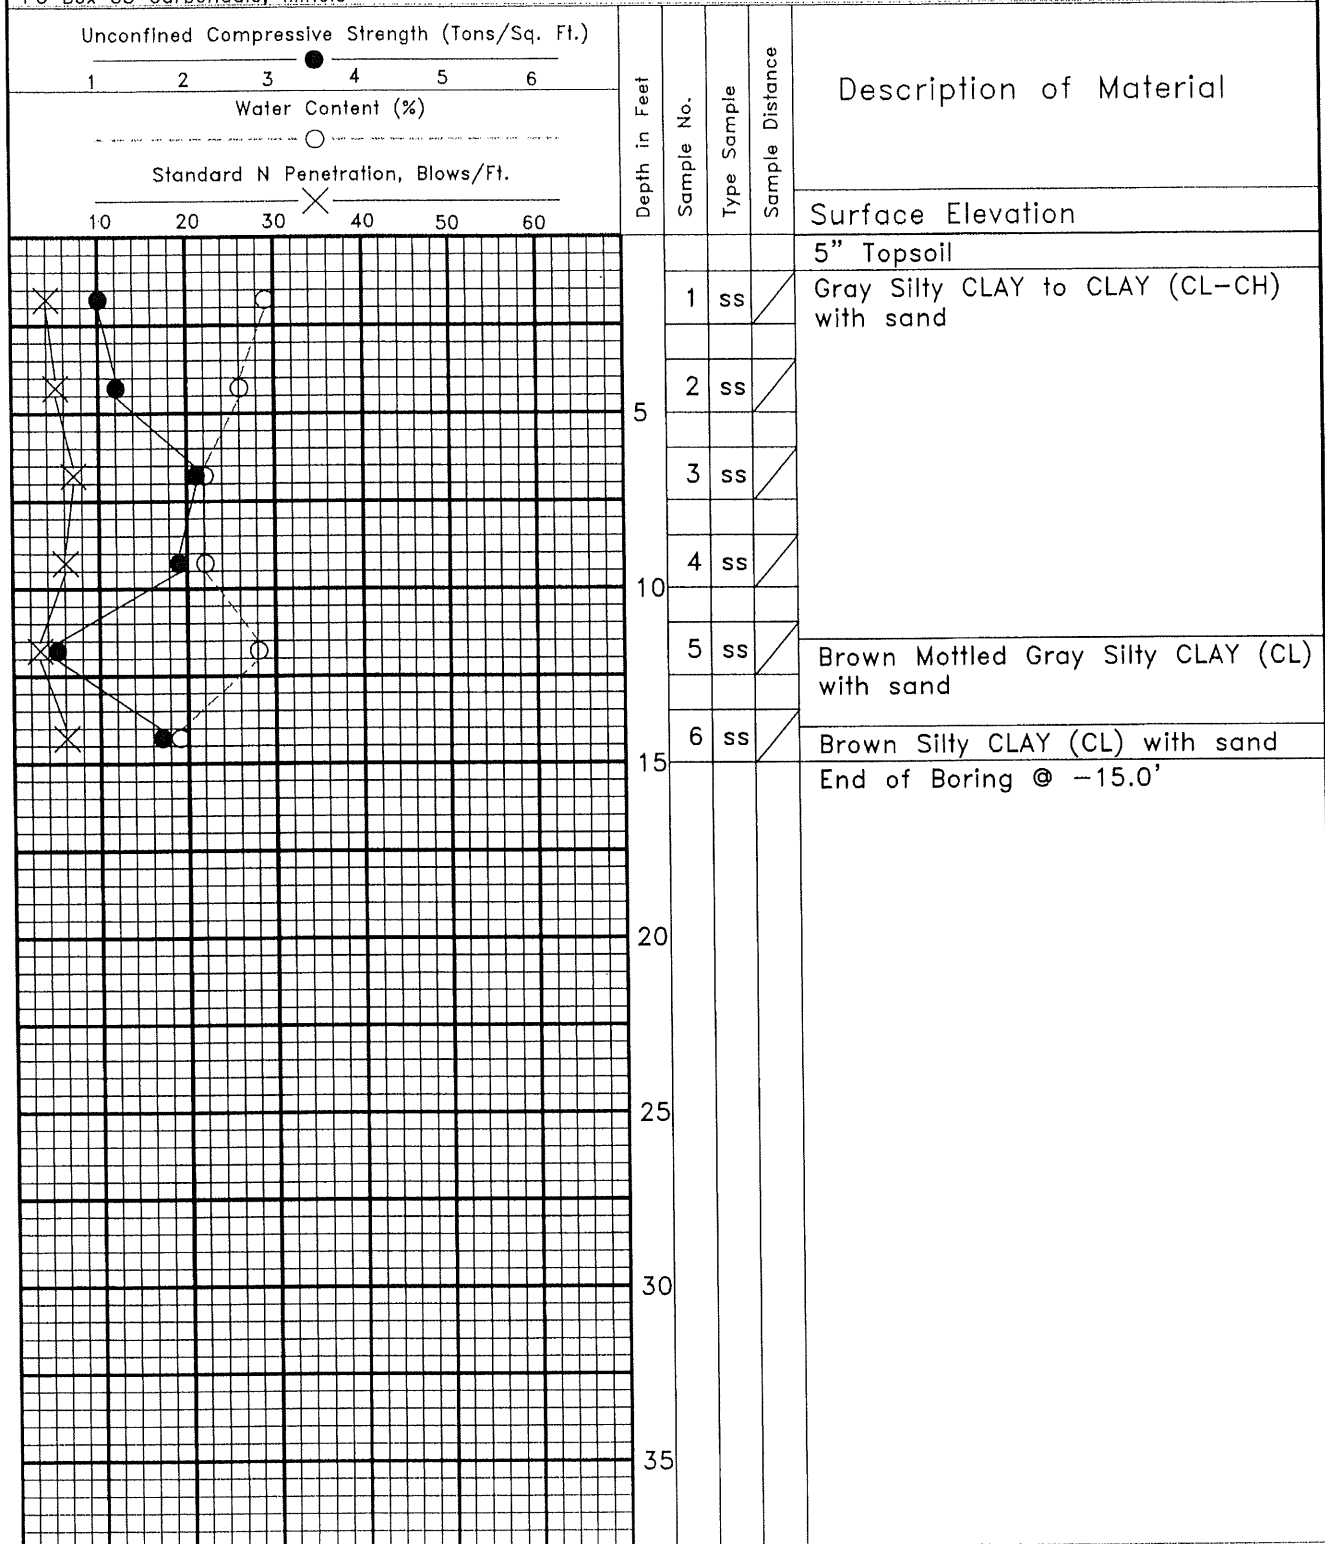 Unconfined Compressive Strength (Tons/Sq. Ft.)
1 2 3 4 5 6
Water Content (%)
Standard N Penetration, Blows/Ft.
10 20 30 40 50 60
Depth in Feet
Sample No.
Type Sample
Sample Distance
Description of Material
Surface Elevation
5” Topsoil
1 ss Gray Silty CLAY to CLAY (CL-CH)
with sand
2 ss
5
3 ss
4 ss
10
5 ss Brown Mottled Gray Silty CLAY (CL)
with sand
6 ss Brown Silty CLAY (CL) with sand
15
End of Boring @ -15.0'
20
25
30
35